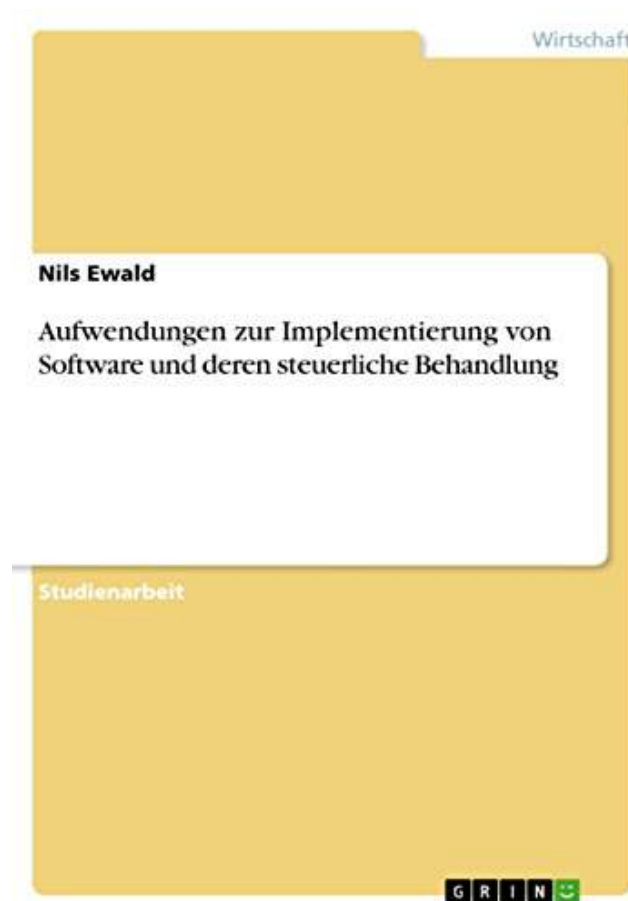 Wirtschaft
Nils Ewald
Aufwendungen zur Implementierung von
Software und deren steuerliche Behandlung
Studienarbeit
GRIN